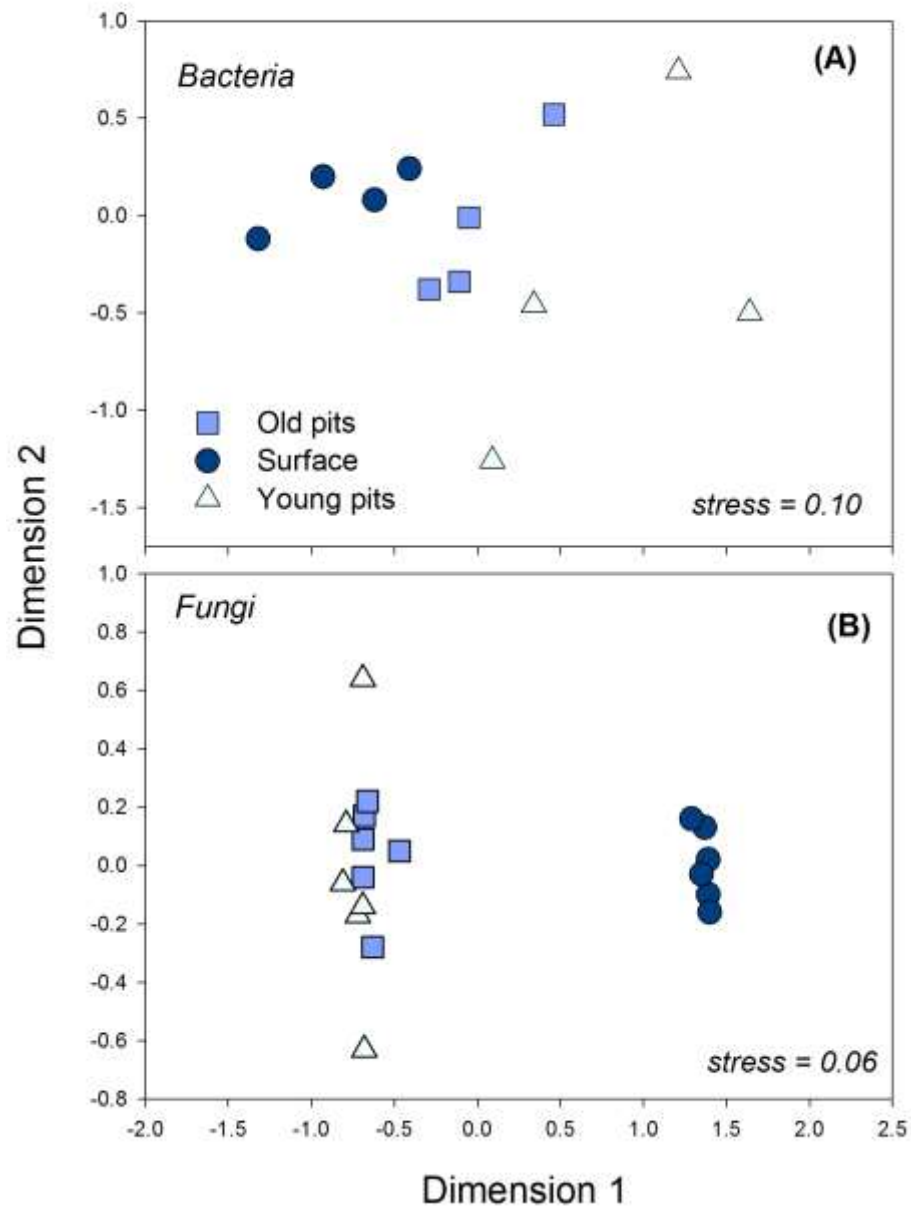 1.0
(A)
Bacteria
0.5
0.0
-0.5
-1.0
Old pits
Surface
Young pits
-1.5
stress = 0.10
Dimension 2
1.0
Fungi
(B)
0.8
0.6
0.4
0.2
0.0
-0.2
-0.4
-0.6
stress = 0.06
-0.8
-2.0 -1.5 -1.0 -0.5 0.0 0.5 1.0 1.5 2.0 2.5
Dimension 1